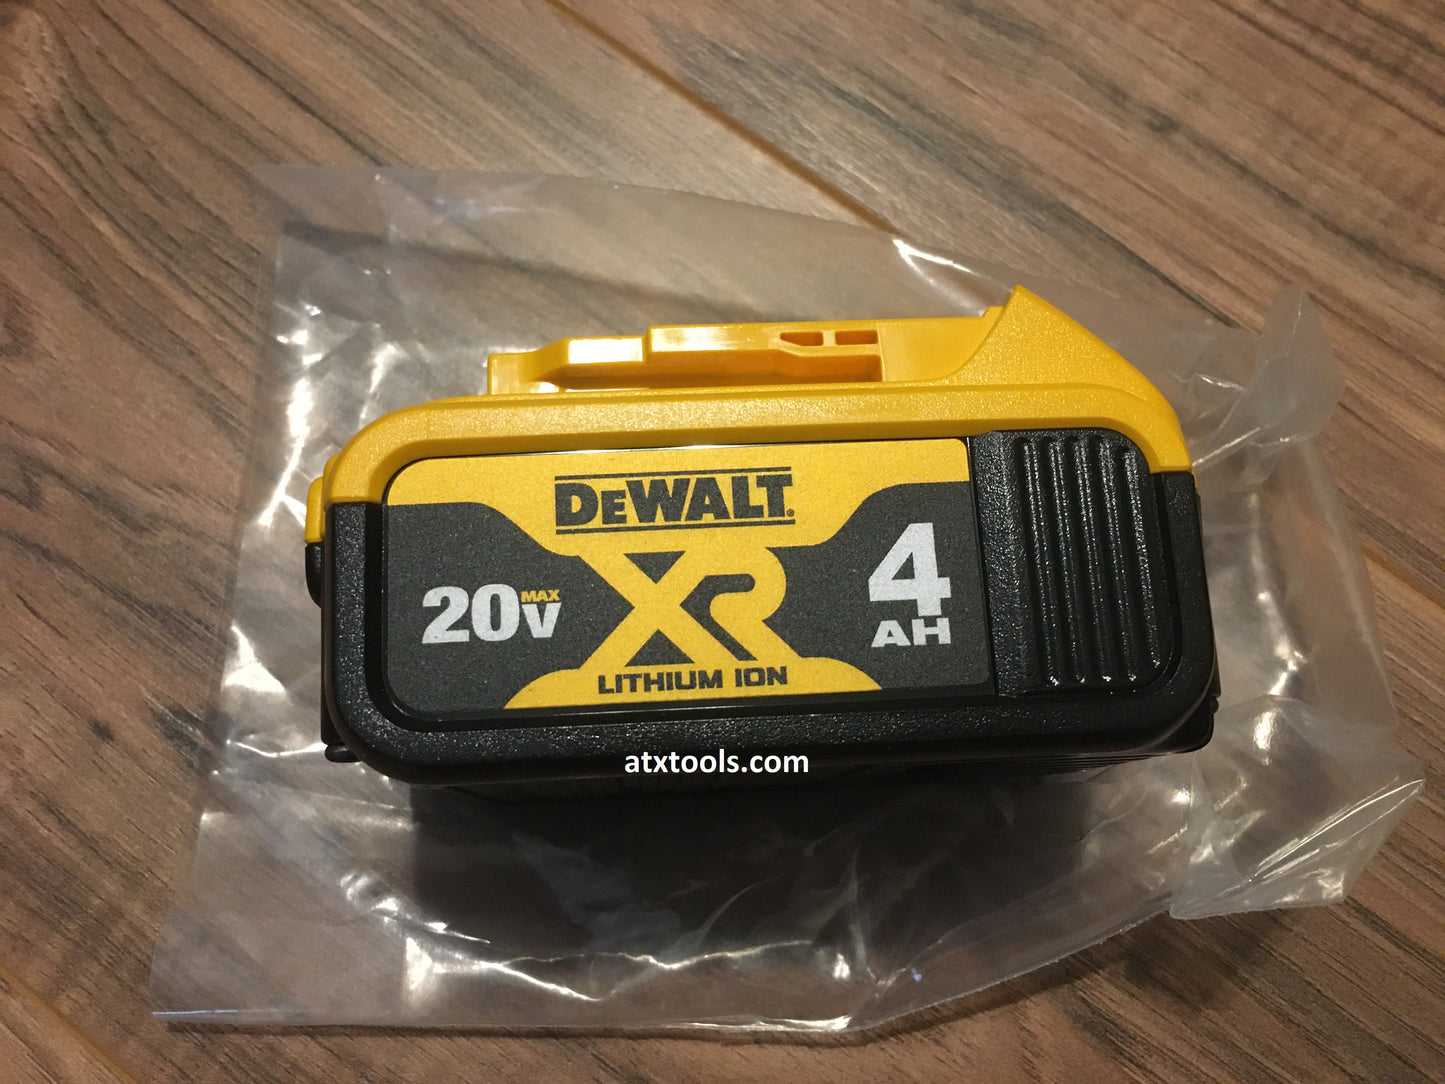 DEWALT®
XR
20V MAX
4
AH
LITHIUM ION
atxtools.com